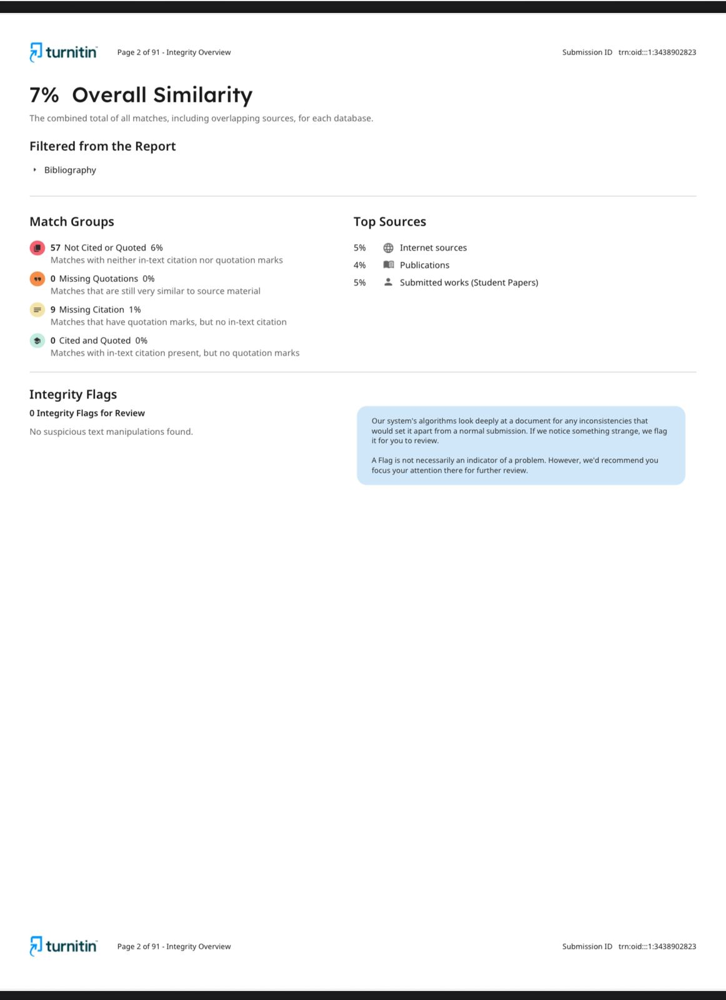 turnitin Page 2 of 91 - Integrity Overview Submission ID trn:oid:::1:3438902823
7% Overall Similarity
The combined total of all matches, including overlapping sources, for each database.
Filtered from the Report
Bibliography
Match Groups
57 Not Cited or Quoted 6%
Matches with neither in-text citation nor quotation marks
0 Missing Quotations 0%
Matches that are still very similar to source material
9 Missing Citation 1%
Matches that have quotation marks, but no in-text citation
0 Cited and Quoted 0%
Matches with in-text citation present, but no quotation marks
Top Sources
5% Internet sources
4% Publications
5% Submitted works (Student Papers)
Integrity Flags
0 Integrity Flags for Review
No suspicious text manipulations found.
Our system's algorithms look deeply at a document for any inconsistencies that
would set it apart from a normal submission. If we notice something strange, we flag
it for you to review.
A Flag is not necessarily an indicator of a problem. However, we'd recommend you
focus your attention there for further review.
turnitin Page 2 of 91 - Integrity Overview Submission ID trn:oid:::1:3438902823